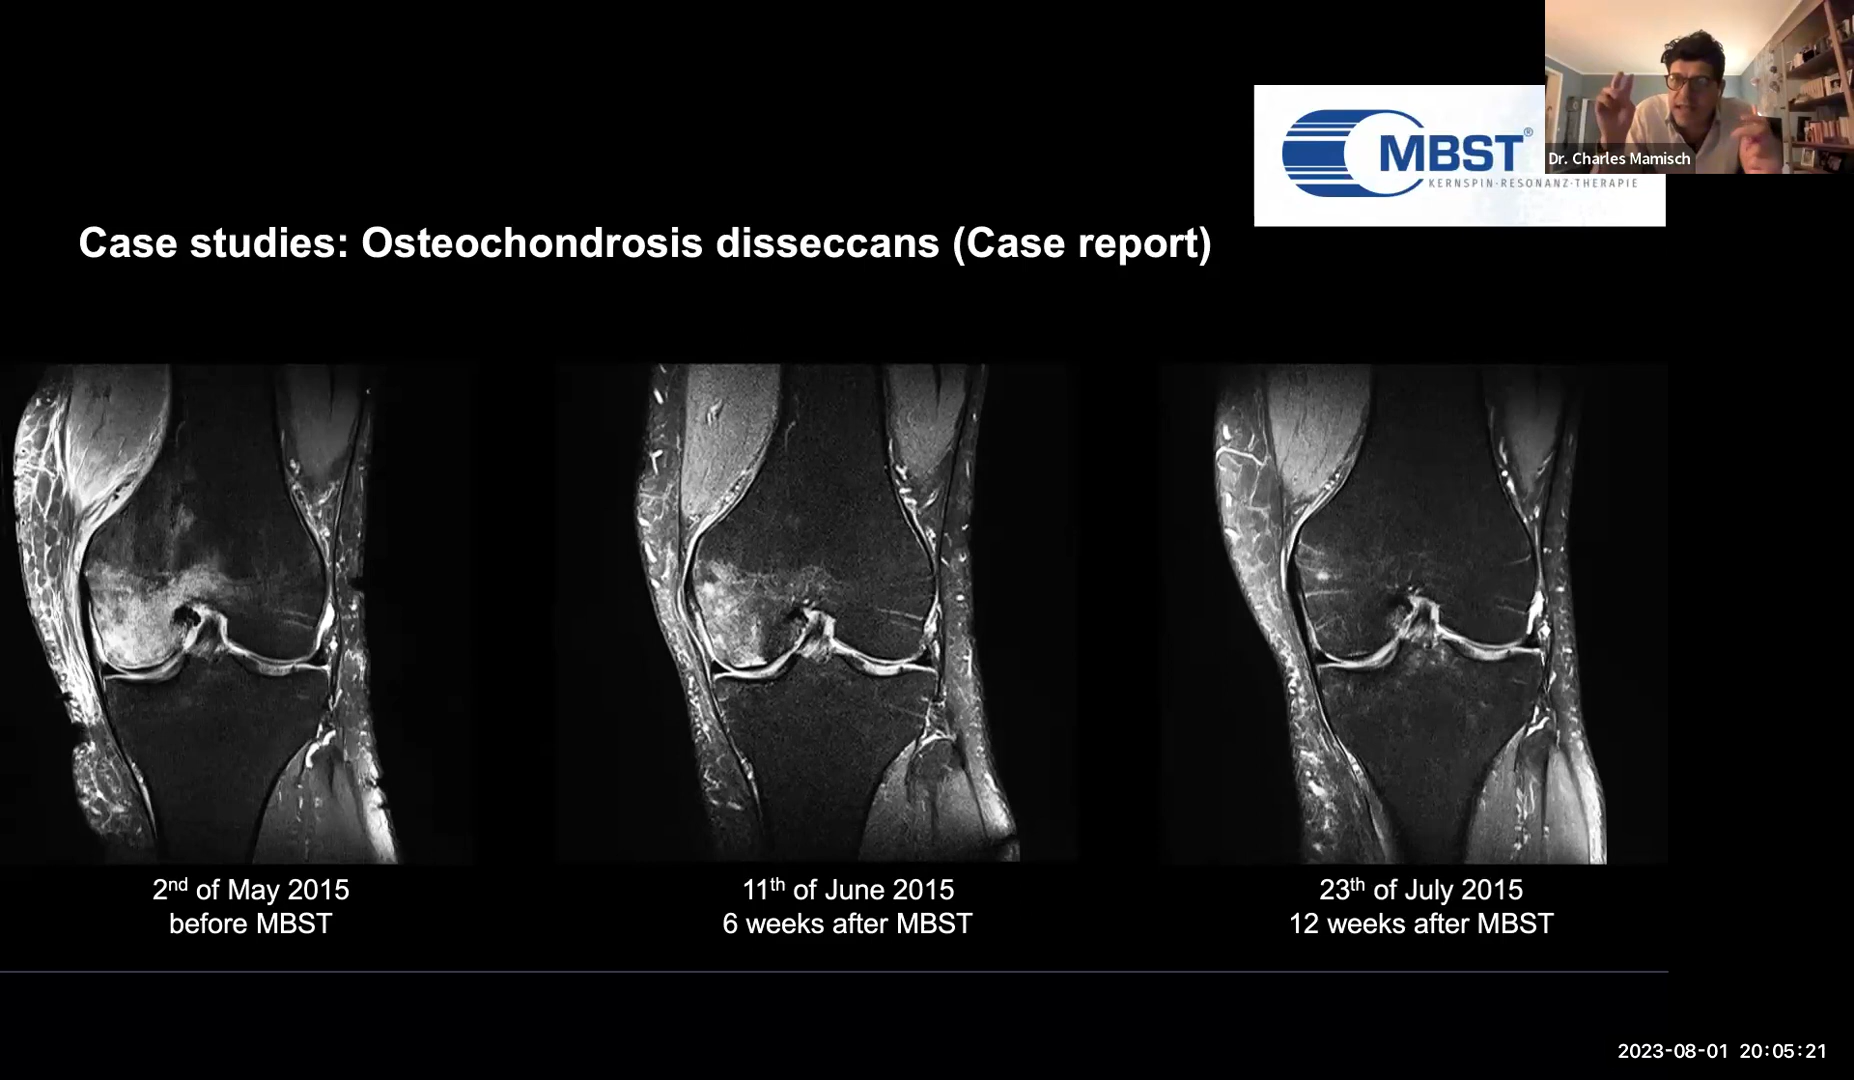 MBST®
KERNSPIN·RESONANZ·THERAPIE
Dr. Charles Mamisch
Case studies: Osteochondrosis disseccans (Case report)
2nd of May 2015
before MBST
11th of June 2015
6 weeks after MBST
23th of July 2015
12 weeks after MBST
2023-08-01 20:05:21